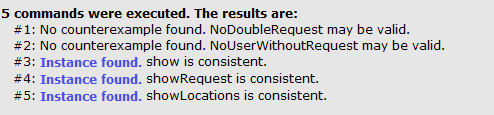 5 commands were executed. The results are:
#1: No counterexample found. NoDoubleRequest may be valid.
#2: No counterexample found. NoUserWithoutRequest may be valid.
#3: Instance found. show is consistent.
#4: Instance found. showRequest is consistent.
#5: Instance found. showLocations is consistent.